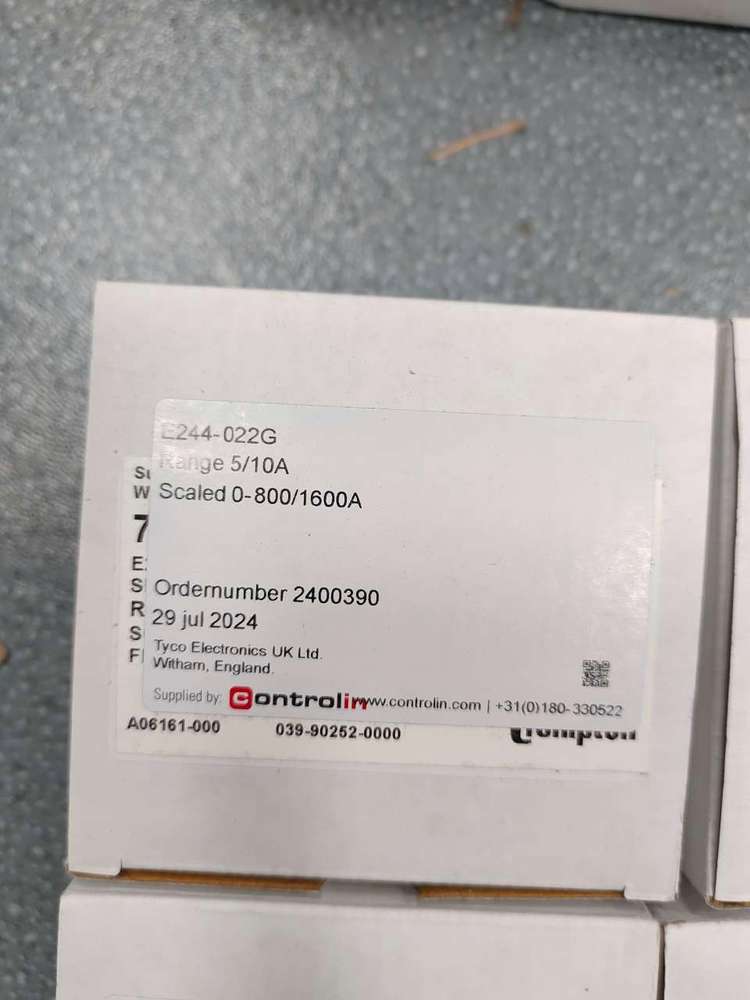 E244-022G
Range 5/10A
Scaled 0-800/1600A
Ordernumber 2400390
29 jul 2024
Tyco Electronics UK Ltd.
Witham, England.
Supplied by: Controlin www.controlin.com | +31(0)180-330522
A06161-000 039-90252-0000 Crompton